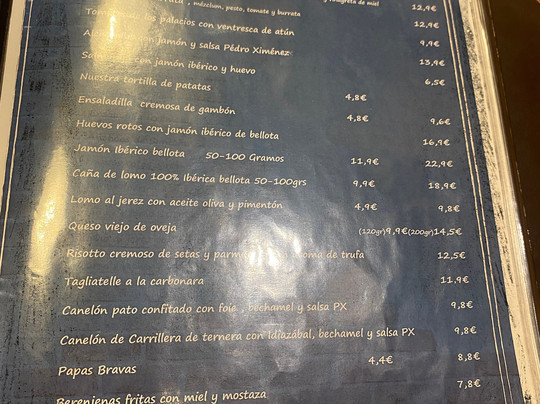 , mézclum, pesto, tomate y burrata 12,9€
vinagreta de miel 12,9€
los palacios con ventresca de atún 9,9€
con jamón y salsa Pedro Ximénez 13,9€
con jamón ibérico y huevo 6,5€
Nuestra tortilla de patatas 4,8€
Ensaladilla cremosa de gambón 4,8€ 9,6€
Huevos rotos con jamón ibérico de bellota 16,9€
Jamón Ibérico bellota 50-100 Gramos 11,9€ 22,9€
Caña de lomo 100% Ibérica bellota 50-100grs 9,9€ 18,9€
Lomo al jerez con aceite oliva y pimentón 4,9€ 9,8€
Queso viejo de oveja (120gr)9,9€(200gr)14,5€
Risotto cremoso de setas y de trufa 12,5€
Tagliatelle a la carbonara 11,9€
Canelón pato confitado con foie , bechamel y salsa PX 9,8€
Canelón de Carrillera de ternera con Idiazábal, bechamel y salsa PX 9,8€
Papas Bravas 4,4€ 8,8€
Berenjenas fritas con miel y mostaza 7,8€